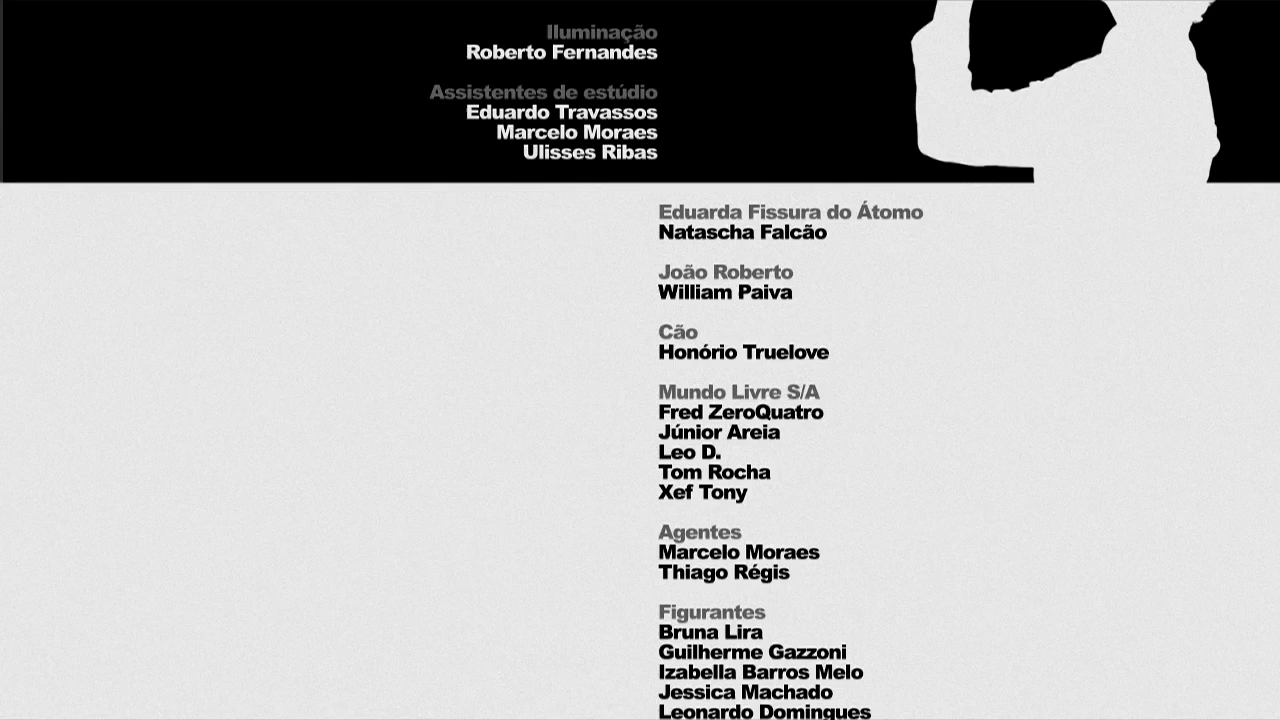 Iluminação
Roberto Fernandes
Assistentes de estúdio
Eduardo Travassos
Marcelo Moraes
Ulisses Ribas
Eduarda Fissura do Átomo
Natascha Falcão
João Roberto
William Paiva
Cão
Honório Truelove
Mundo Livre S/A
Fred ZeroQuatro
Júnior Areia
Leo D.
Tom Rocha
Xef Tony
Agentes
Marcelo Moraes
Thiago Régis
Figurantes
Bruna Lira
Guilherme Gazzoni
Izabella Barros Melo
Jessica Machado
Leonardo Domingues